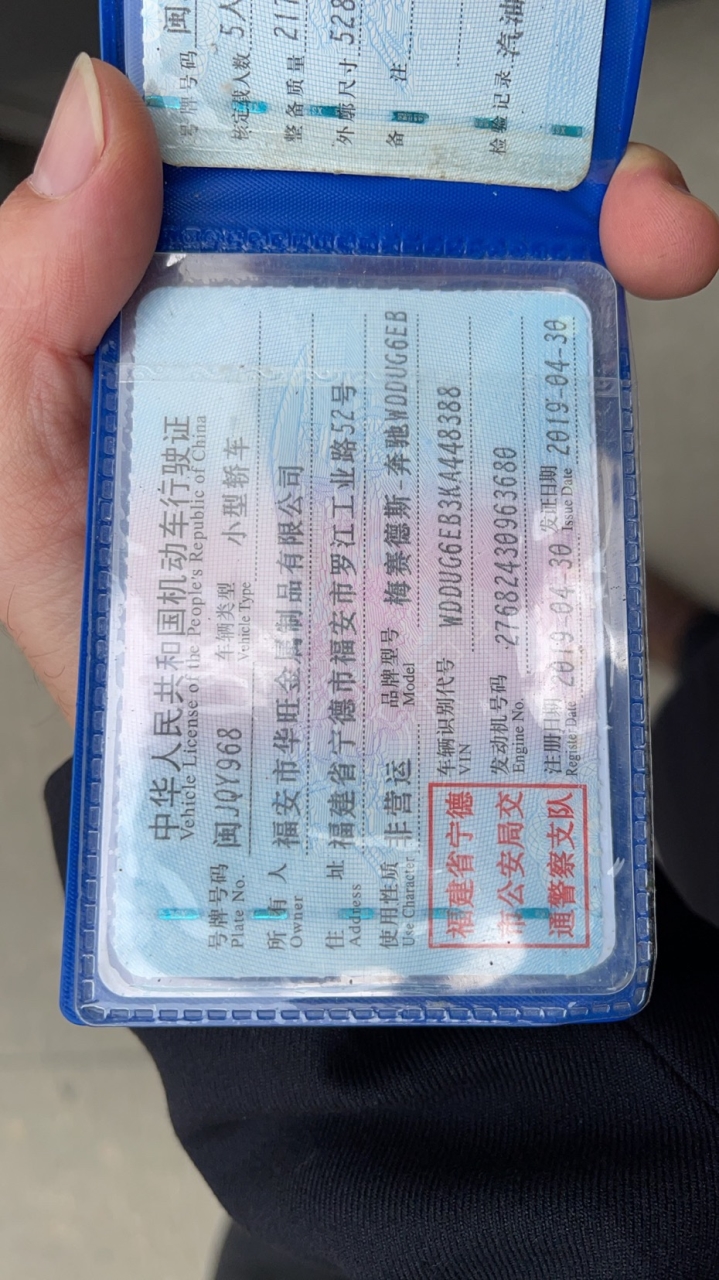 中华人民共和国机动车行驶证
Vehicle License of the People's Republic of China
号牌号码 闽JQY968 车辆类型 小型轿车
Plate No. Vehicle Type
所有人 福安市华旺金属制品有限公司
Owner
住址 福建省宁德市福安市罗江工业路52号
Address
使用性质 非营运 品牌型号 梅赛德斯-奔驰WDDUG6EB
Use Character Model
福建省宁德
市公安局交
通警察支队
车辆识别代号 WDDUG6EB3KA448388
VIN
发动机号码 27682430963680
Engine No.
注册日期 2019-04-30 发证日期 2019-04-30
Register Date Issue Date
号牌号码 闽
核定载人数 5人
整备质量 217
外廓尺寸 528
备注
检验记录 汽油